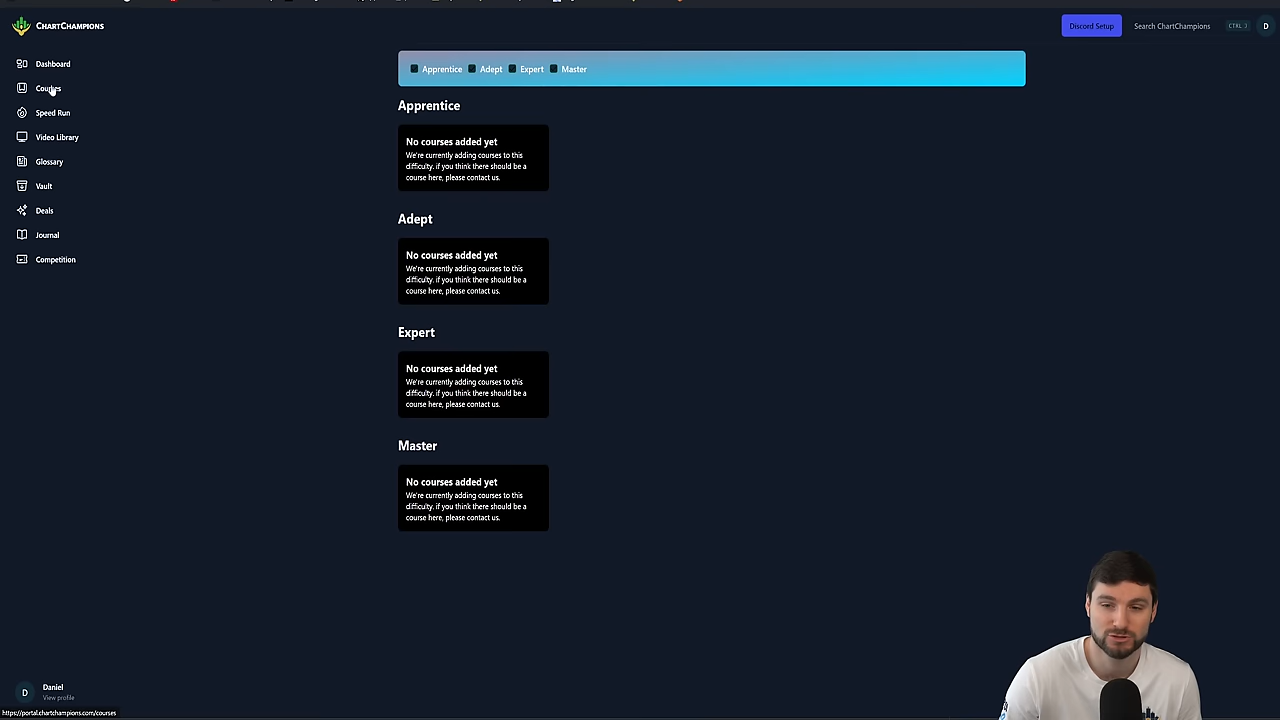 ChartChampions
Discord Setup
Search ChartChampions
CTRL J
D
Dashboard
Courses
Speed Run
Video Library
Glossary
Vault
Deals
Journal
Competition
Apprentice
Adept
Expert
Master
Apprentice
No courses added yet
We're currently adding courses to this
difficulty. if you think there should be a
course here, please contact us.
Adept
No courses added yet
We're currently adding courses to this
difficulty. if you think there should be a
course here, please contact us.
Expert
No courses added yet
We're currently adding courses to this
difficulty. if you think there should be a
course here, please contact us.
Master
No courses added yet
We're currently adding courses to this
difficulty. if you think there should be a
course here, please contact us.
D
Daniel
View profile
https://portal.chartchampions.com/courses